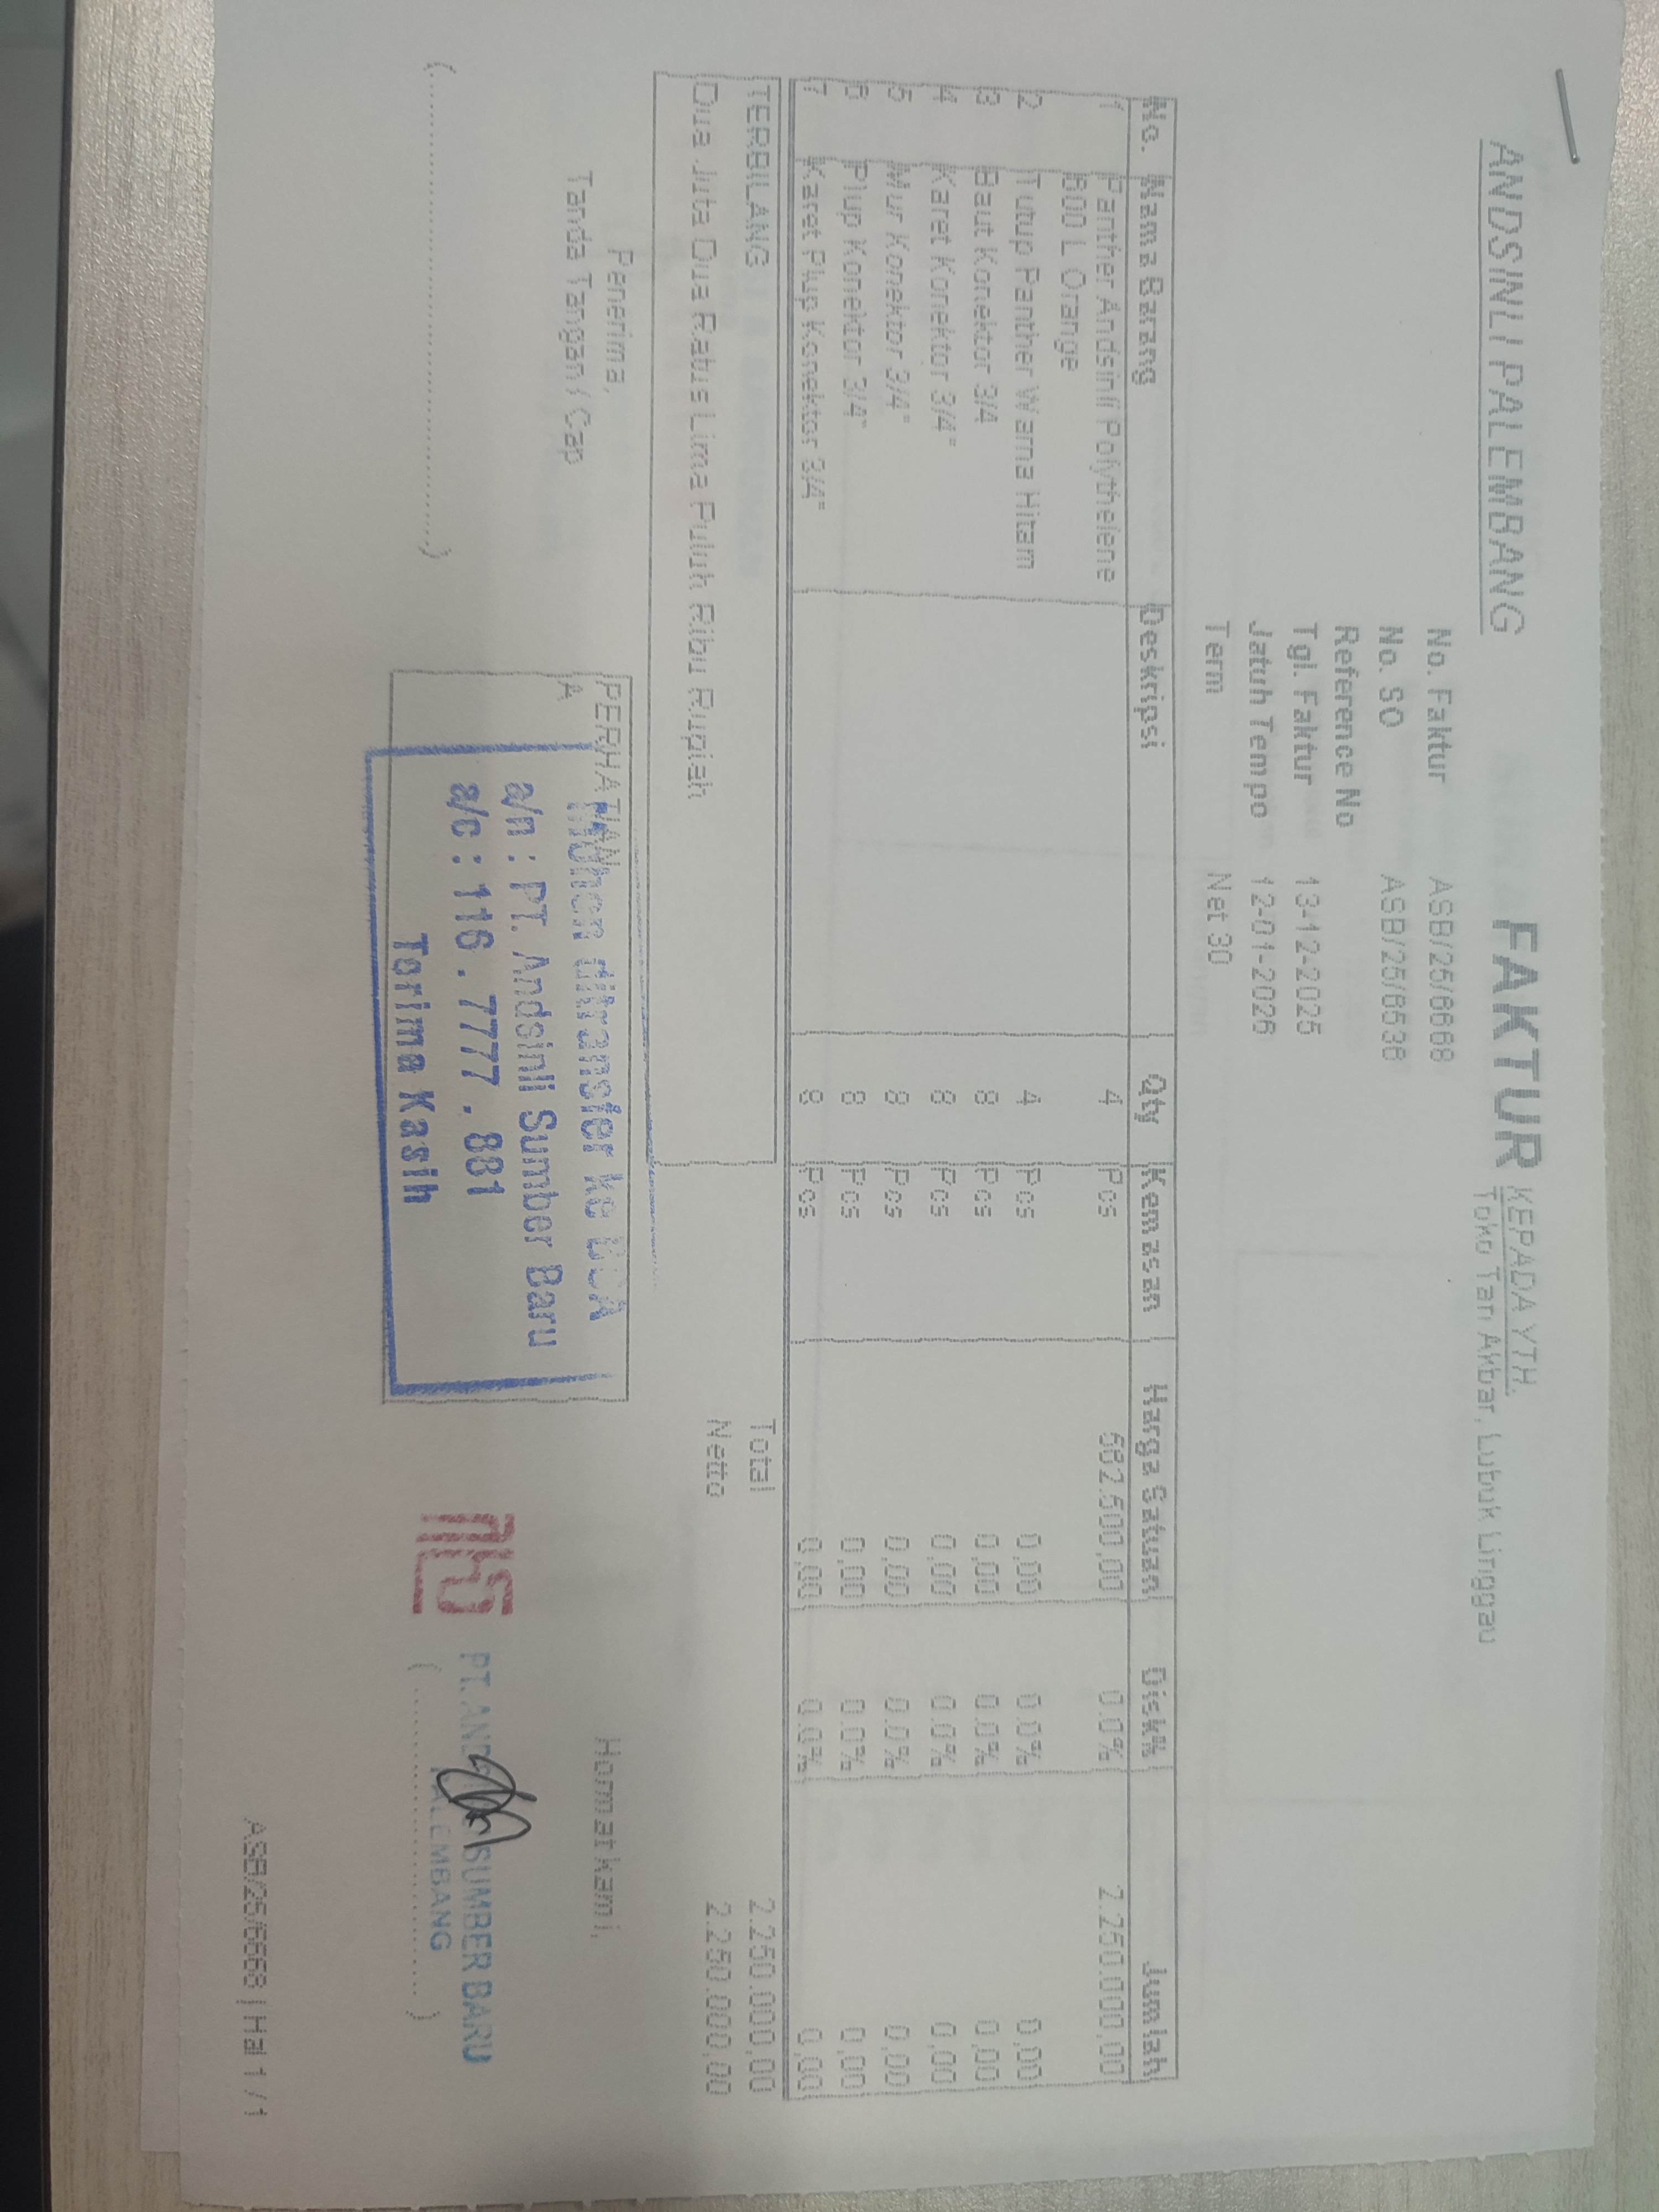 ANDSINLI PALEMBANG
FAKTUR
KEPADA YTH.
Toko Tani Akbar, Lubuk Linggau
No. Faktur ASB/25/6668
No. SO ASB/25/6536
Reference No
Tgl. Faktur 13-12-2025
Jatuh Tempo 12-01-2026
Term Net 30
No. Nama Barang Deskripsi Qty Kemasan Harga Satuan Disk% Jumlah
1 Panther Andsinli Polythelene 4 Pcs 562.500,00 0.0% 2.250.000,00
600 L Orange
2 Tutup Panther Warna Hitam 4 Pcs 0,00 0.0% 0,00
3 Baut Konektor 3/4 8 Pcs 0,00 0.0% 0,00
4 Karet Konektor 3/4" 8 Pcs 0,00 0.0% 0,00
5 Mur Konektor 3/4" 8 Pcs 0,00 0.0% 0,00
6 Plup Konektor 3/4" 8 Pcs 0,00 0.0% 0,00
7 Karet Plup Konektor 3/4" 8 Pcs 0,00 0.0% 0,00
TERBILANG
Total 2.250.000,00
Dua Juta Dua Ratus Lima Puluh Ribu Rupiah
Netto 2.250.000,00
Penerima,
Tanda Tangan / Cap
(..............................)
PERHATIAN
Mohon ditransfer ke BCA
a/n : PT. Andsinli Sumber Baru
a/c : 116 . 7777 . 881
Terima Kasih
Hormat kami,
PT. ANDSINLI SUMBER BARU
PALEMBANG
(..............................)
ASB/25/6668 | Hal 1 / 1